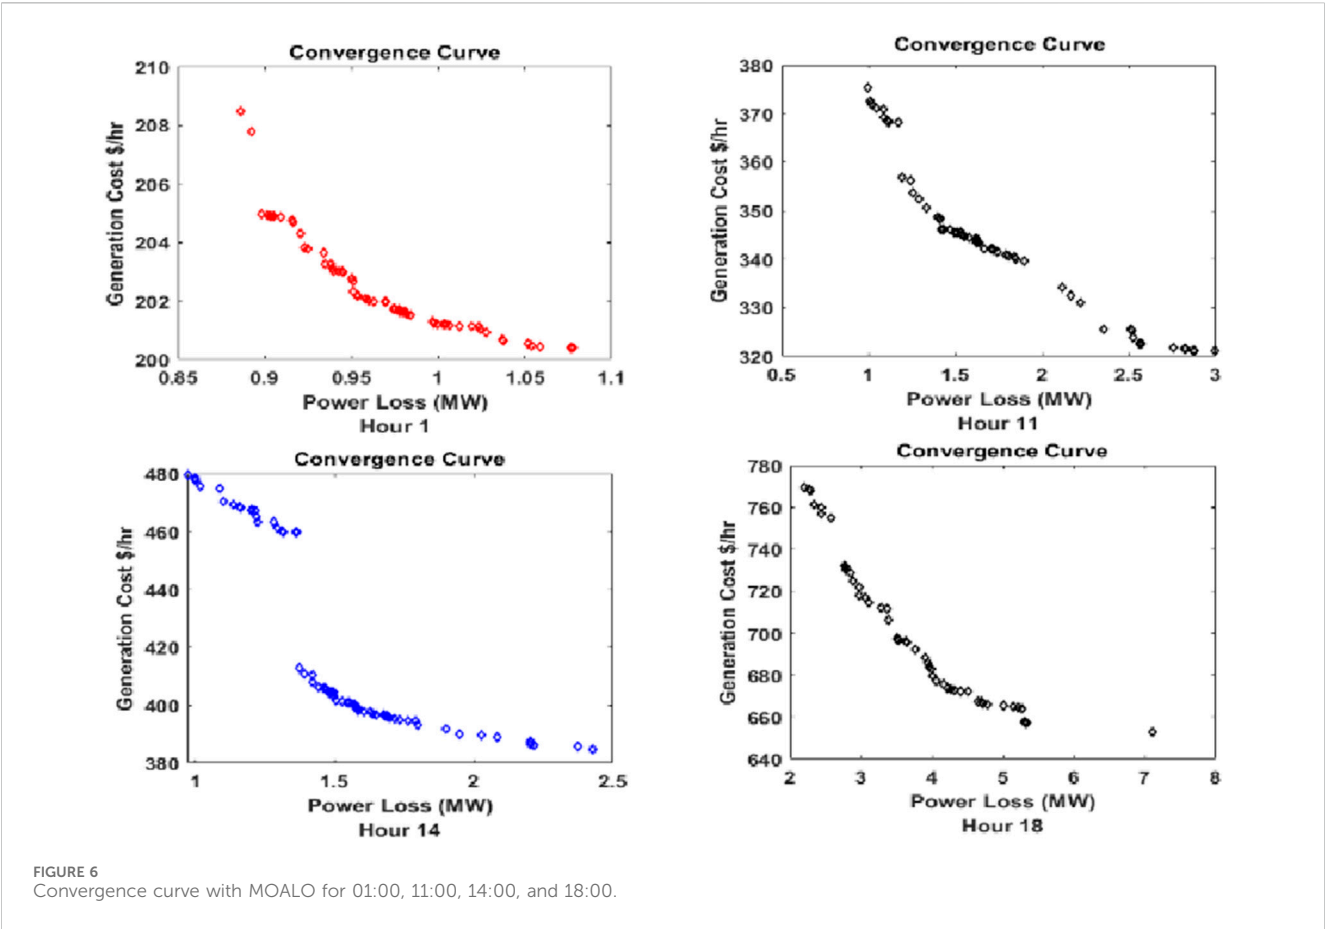 Convergence Curve
210
208
206
204
202
200
0.85 0.9 0.95 1 1.05 1.1
Generation Cost $/hr
Power Loss (MW)
Hour 1
Convergence Curve
380
370
360
350
340
330
320
0.5 1 1.5 2 2.5 3
Generation Cost $/hr
Power Loss (MW)
Hour 11
Convergence Curve
480
460
440
420
400
380
1 1.5 2 2.5
Generation Cost $/hr
Power Loss (MW)
Hour 14
Convergence Curve
780
760
740
720
700
680
660
640
2 3 4 5 6 7 8
Generation Cost $/hr
Power Loss (MW)
Hour 18
FIGURE 6
Convergence curve with MOALO for 01:00, 11:00, 14:00, and 18:00.